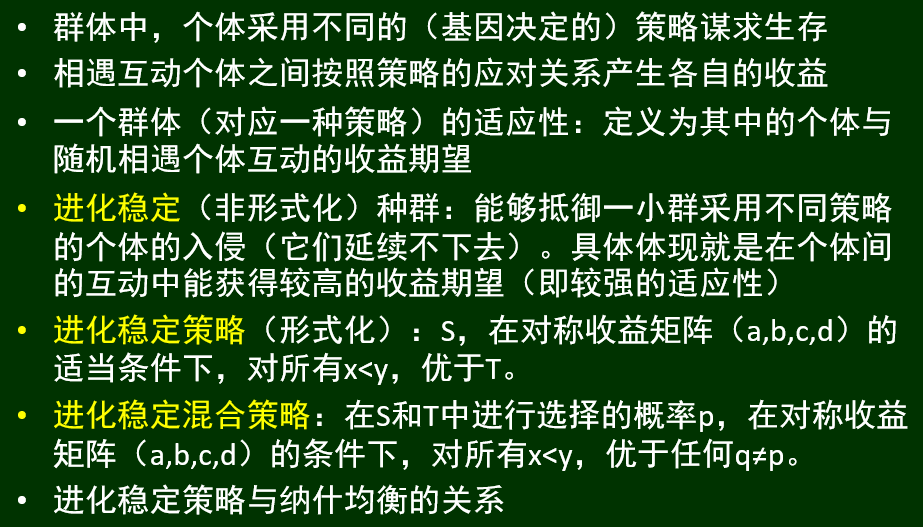 • 群体中，个体采用不同的（基因决定的）策略谋求生存
• 相遇互动个体之间按照策略的应对关系产生各自的收益
• 一个群体（对应一种策略）的适应性：定义为其中的个体与
随机相遇个体互动的收益期望
• 进化稳定（非形式化）种群：能够抵御一小群采用不同策略
的个体的入侵（它们延续不下去）。具体体现就是在个体间
的互动中能获得较高的收益期望（即较强的适应性）
• 进化稳定策略（形式化）：S，在对称收益矩阵（a,b,c,d）的
适当条件下，对所有x<y，优于T。
• 进化稳定混合策略：在S和T中进行选择的概率p，在对称收益
矩阵（a,b,c,d）的条件下，对所有x<y，优于任何q≠p。
• 进化稳定策略与纳什均衡的关系